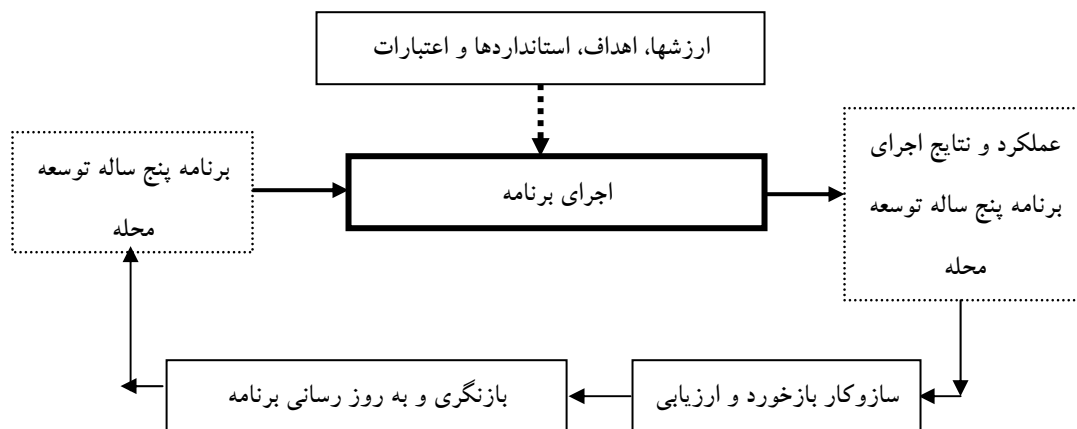 ارزشها، اهداف، استانداردها و اعتبارات
عملکرد و نتایج اجرای
برنامه پنج ساله توسعه
محله
اجرای برنامه
برنامه پنج ساله توسعه
محله
سازوکار بازخورد و ارزیابی
بازنگری و به روز رسانی برنامه